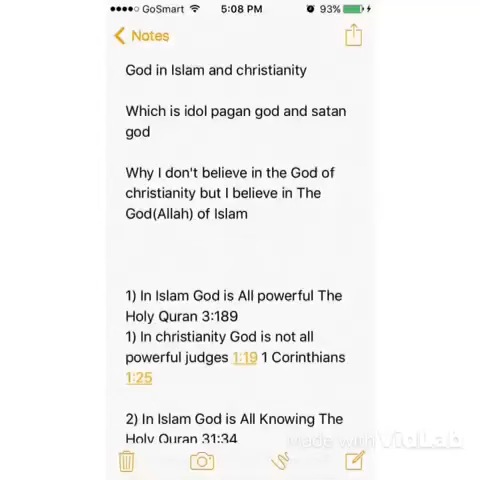 GoSmart 5:08 PM 93%
Notes
God in Islam and christianity
Which is idol pagan god and satan
god
Why I don't believe in the God of
christianity but I believe in The
God(Allah) of Islam
1) In Islam God is All powerful The
Holy Quran 3:189
1) In christianity God is not all
powerful judges 1:19 1 Corinthians
1:25
2) In Islam God is All Knowing The
Holy Quran 31:34
Made with VidLab